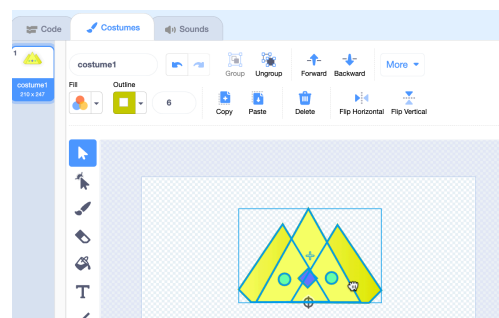 Code Costumes Sounds
1
costume1
210 x 247
costume1
Group Ungroup Forward Backward More
Fill Outline
6
Copy Paste Delete Flip Horizontal Flip Vertical
T